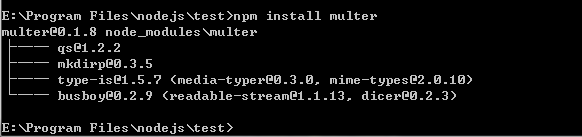 E:\Program Files\nodejs\test>npm install multer
multer@0.1.8 node_modules\multer
├── qs@1.2.2
├── mkdirp@0.3.5
├── type-is@1.5.7 (media-typer@0.3.0, mime-types@2.0.10)
└── busboy@0.2.9 (readable-stream@1.1.13, dicer@0.2.3)
E:\Program Files\nodejs\test>